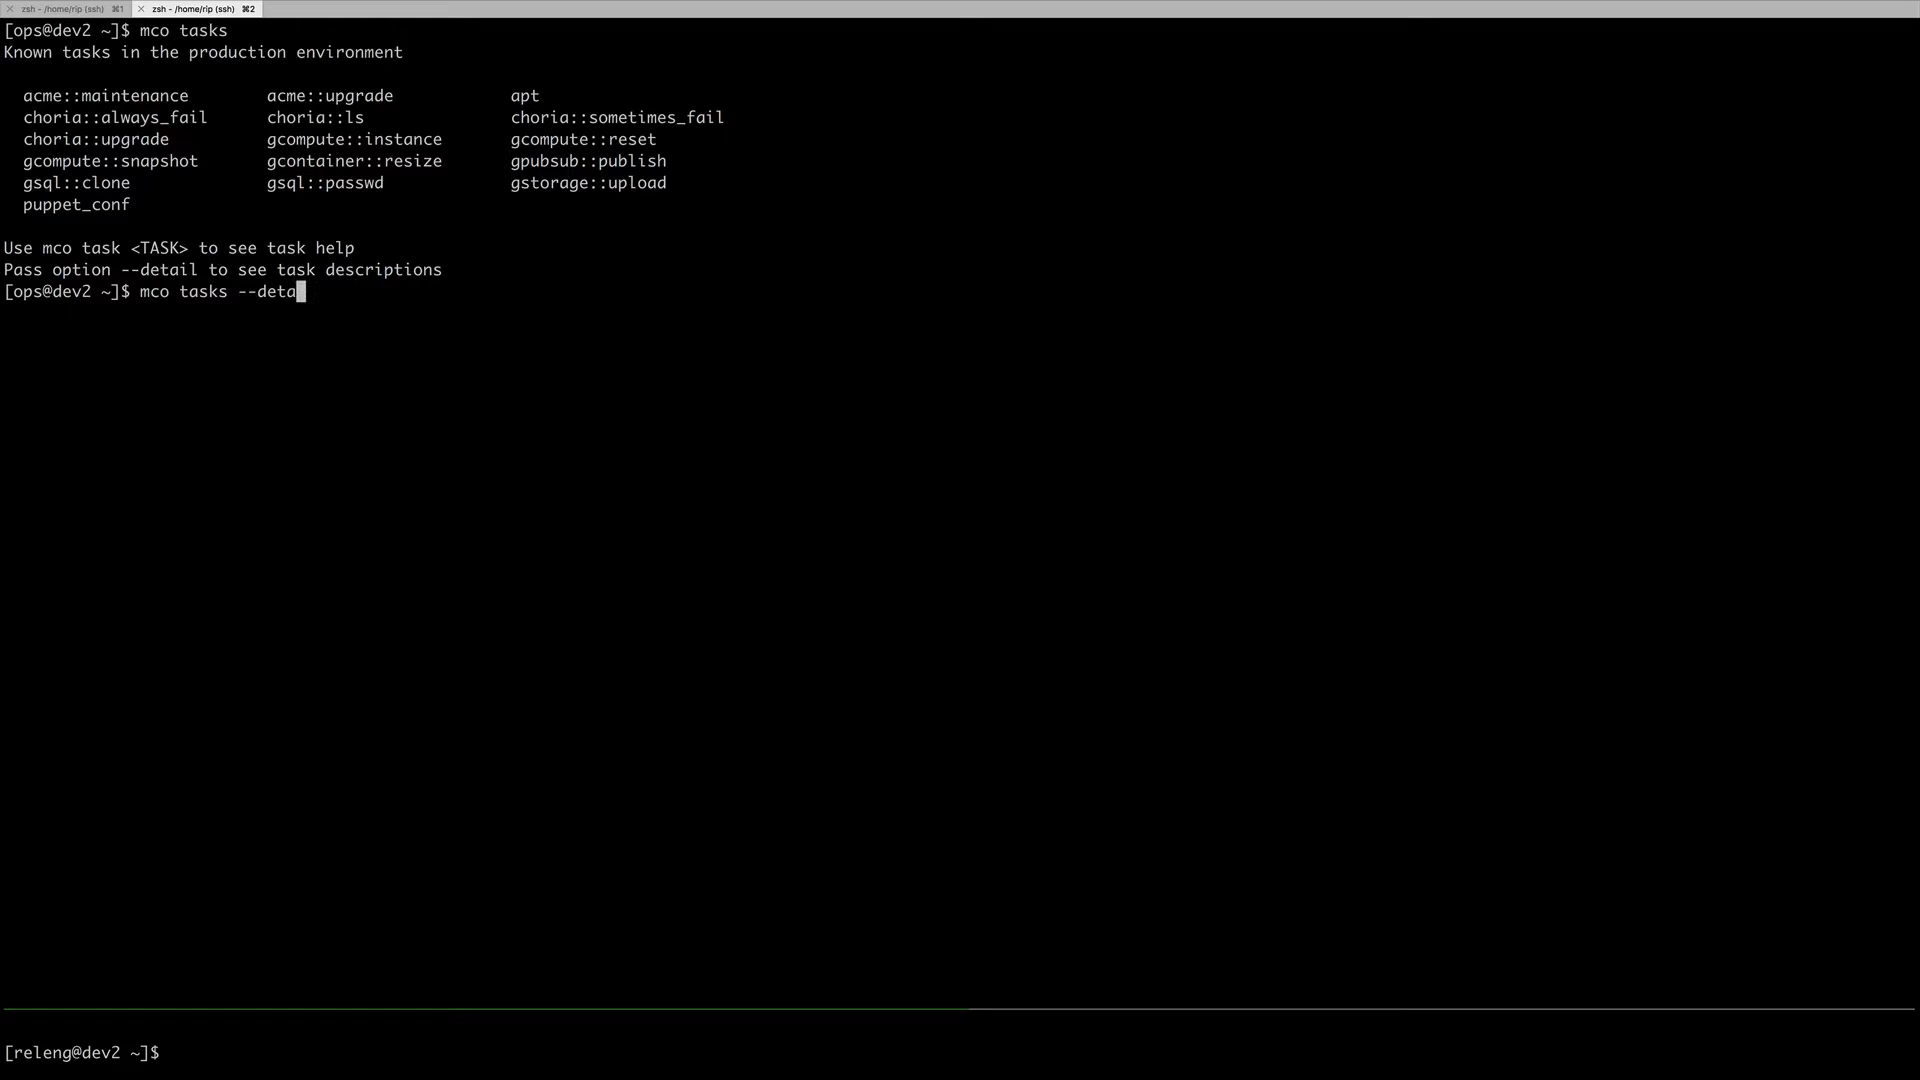 zsh - /home/rip (ssh) ⌘1 zsh - /home/rip (ssh) ⌘2
[ops@dev2 ~]$ mco tasks
Known tasks in the production environment
acme::maintenance acme::upgrade apt
choria::always_fail choria::ls choria::sometimes_fail
choria::upgrade gcompute::instance gcompute::reset
gcompute::snapshot gcontainer::resize gpubsub::publish
gsql::clone gsql::passwd gstorage::upload
puppet_conf
Use mco task <TASK> to see task help
Pass option --detail to see task descriptions
[ops@dev2 ~]$ mco tasks --deta
[releng@dev2 ~]$